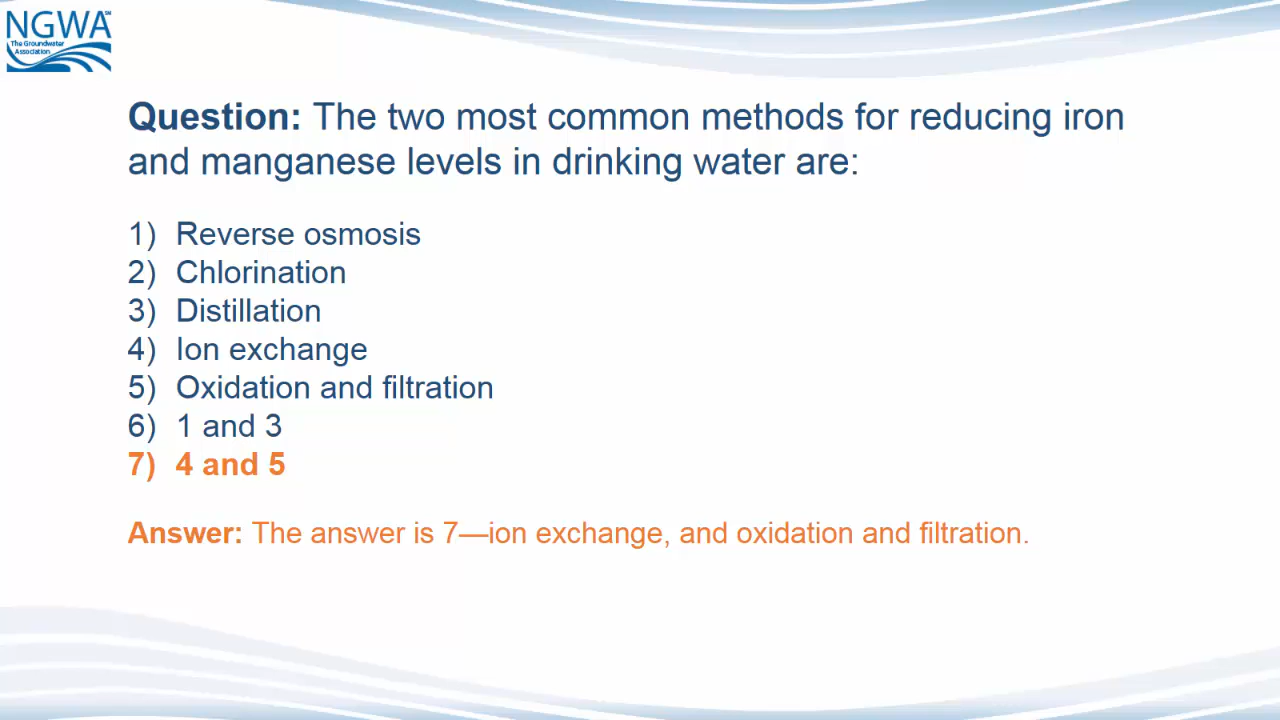 NGWA℠
The Groundwater
Association
Question: The two most common methods for reducing iron
and manganese levels in drinking water are:
1) Reverse osmosis
2) Chlorination
3) Distillation
4) Ion exchange
5) Oxidation and filtration
6) 1 and 3
7) 4 and 5
Answer: The answer is 7—ion exchange, and oxidation and filtration.